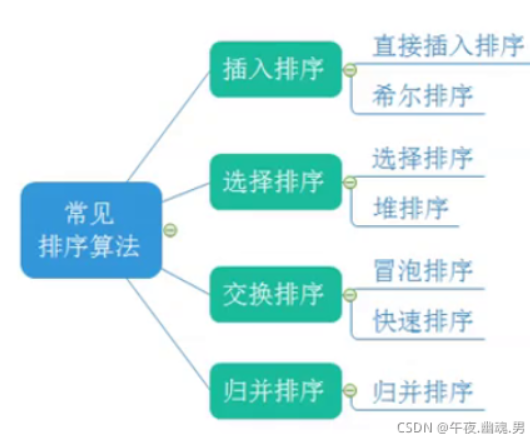 常见
排序算法
插入排序
直接插入排序
希尔排序
选择排序
选择排序
堆排序
交换排序
冒泡排序
快速排序
归并排序
归并排序
CSDN @午夜.幽魂.男